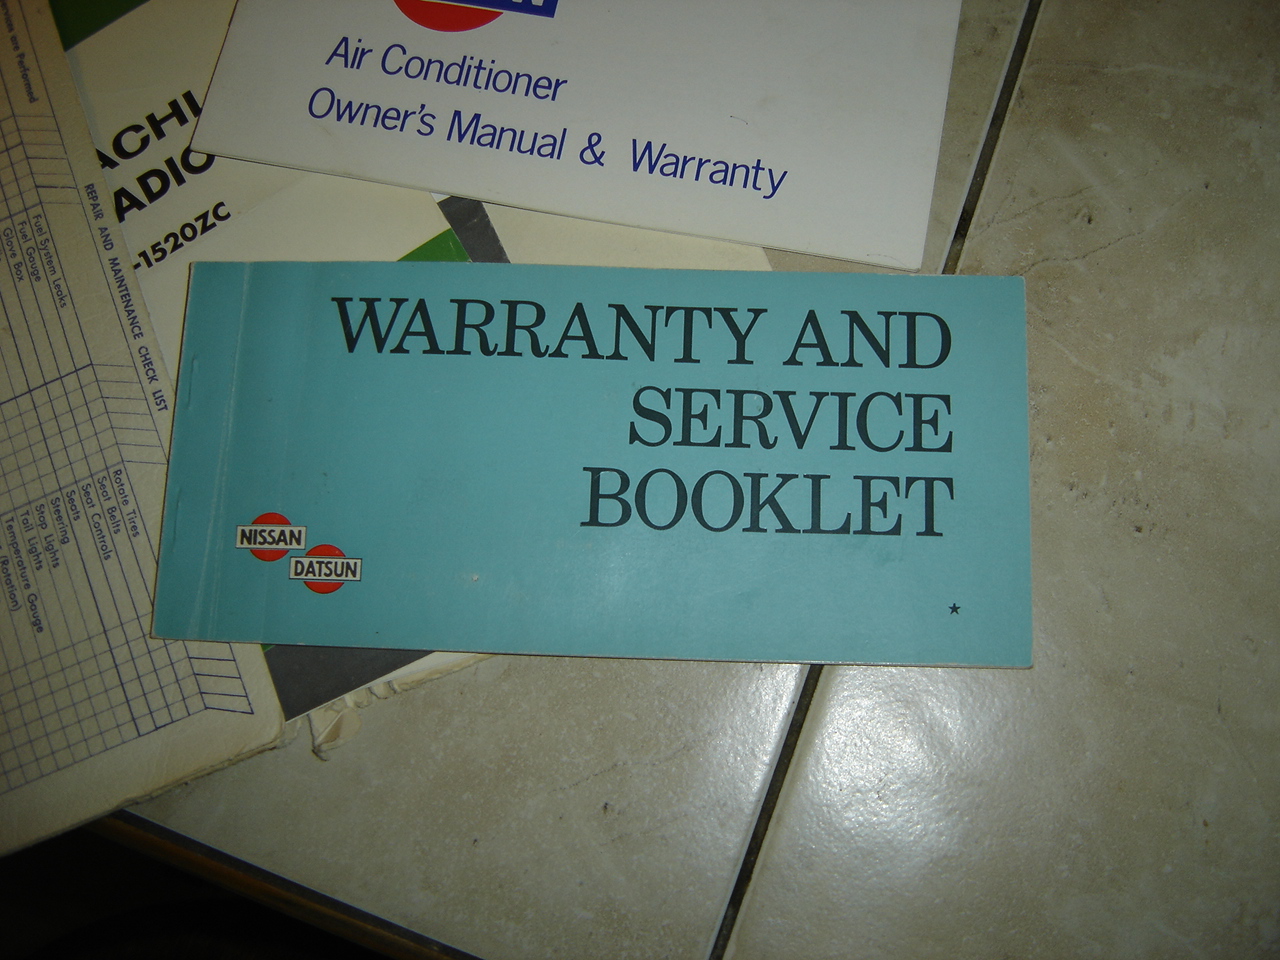 Air Conditioner
Owner's Manual & Warranty
-1520ZC
WARRANTY AND
SERVICE
BOOKLET
NISSAN
DATSUN
★
are Performed
REPAIR AND MAINTENANCE CHECK LIST
Fuel System Leaks
Fuel Gauge
Glove Box
Rotate Tires
Seat Belts
Seat Controls
Seats
Steering
Stop Lights
Tail Lights
Temperature Gauge
(Rotation)